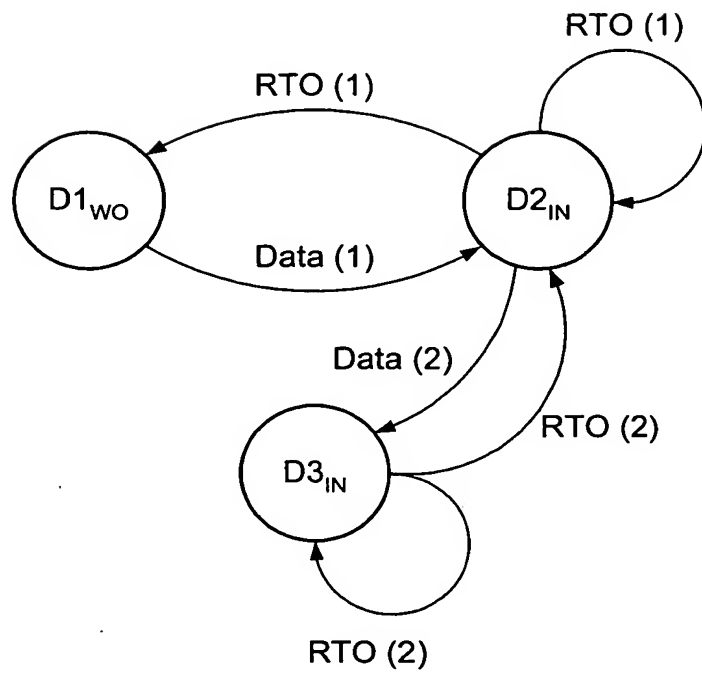 RTO (1)
RTO (1)
D1WO
D2IN
Data (1)
Data (2)
RTO (2)
D3IN
RTO (2)